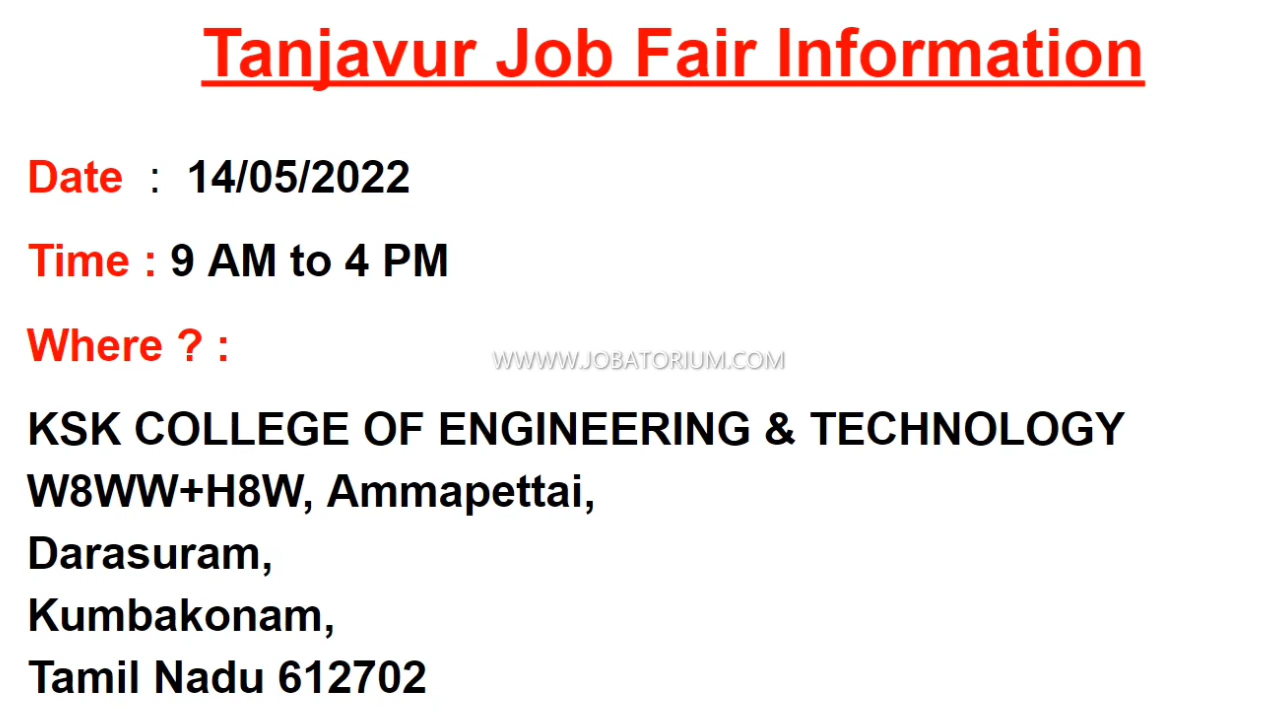 Tanjavur Job Fair Information
Date : 14/05/2022
Time : 9 AM to 4 PM
Where ? :
WWWW.JOBATORIUM.COM
KSK COLLEGE OF ENGINEERING & TECHNOLOGY
W8WW+H8W, Ammapettai,
Darasuram,
Kumbakonam,
Tamil Nadu 612702